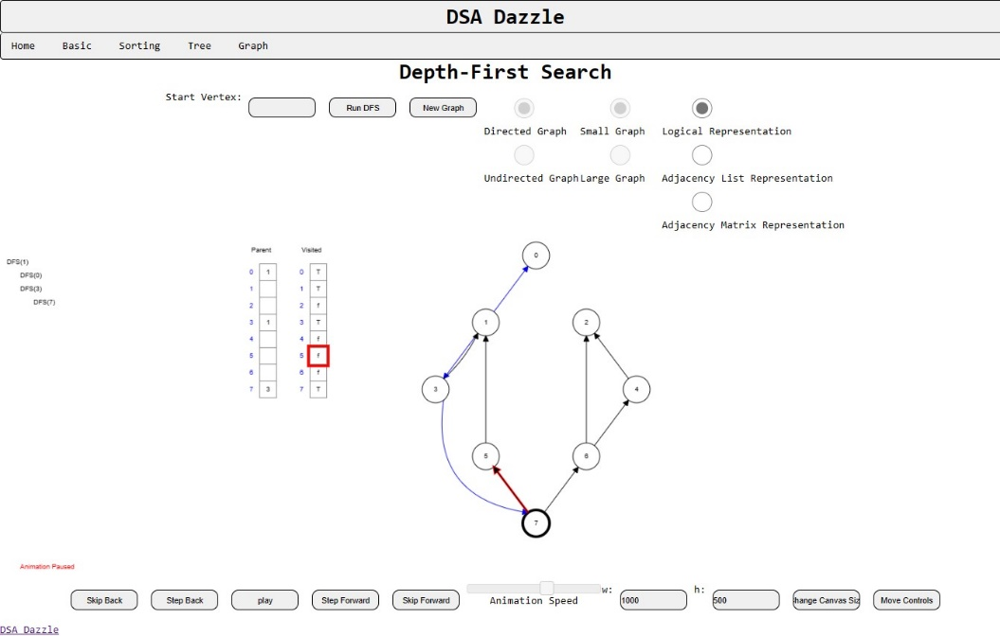 DSA Dazzle
Home Basic Sorting Tree Graph
Depth-First Search
Start Vertex: Run DFS New Graph
Directed Graph Small Graph Logical Representation
Undirected Graph Large Graph Adjacency List Representation
Adjacency Matrix Representation
DFS(1)
DFS(0)
DFS(3)
DFS(7)
Parent Visited
0 1 0 T
1 1 T
2 2 f
3 1 3 T
4 4 f
5 5 f
6 6 f
7 3 7 T
0
1 2
3 4
5 6
7
Animation Paused
Skip Back Step Back play Step Forward Skip Forward Animation Speed w: 1000 h: 500 hange Canvas Siz Move Controls
DSA Dazzle